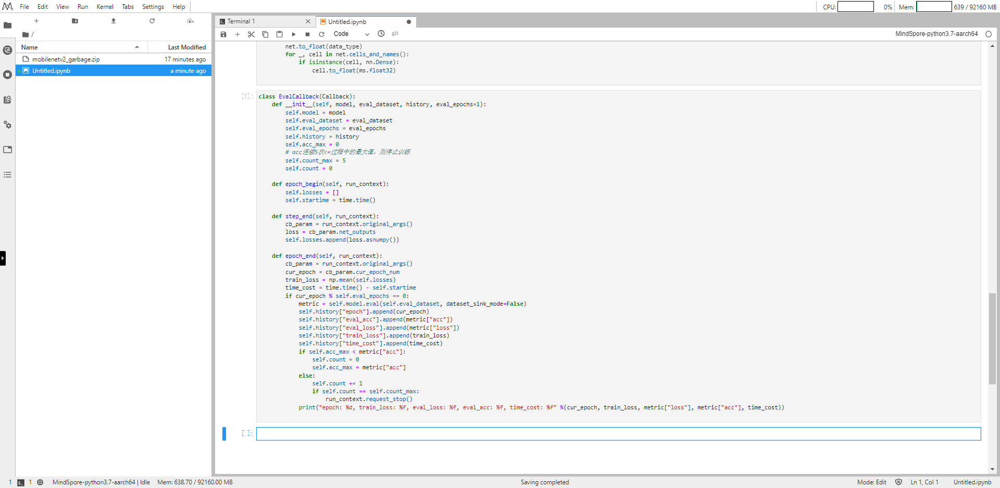 File Edit View Run Kernel Tabs Settings Help
CPU: 0% Mem: 639 / 92160 MB
/
Name Last Modified
mobilenetv2_garbage.zip 17 minutes ago
Untitled.ipynb a minute ago
Terminal 1 Untitled.ipynb
Code git MindSpore-python3.7-aarch64
net.to_float(data_type)
for _, cell in net.cells_and_names():
if isinstance(cell, nn.Dense):
cell.to_float(ms.float32)
[7]: class EvalCallback(Callback):
def __init__(self, model, eval_dataset, history, eval_epochs=1):
self.model = model
self.eval_dataset = eval_dataset
self.eval_epochs = eval_epochs
self.history = history
self.acc_max = 0
# acc连续5次<=过程中的最大值，则停止训练
self.count_max = 5
self.count = 0
def epoch_begin(self, run_context):
self.losses = []
self.startime = time.time()
def step_end(self, run_context):
cb_param = run_context.original_args()
loss = cb_param.net_outputs
self.losses.append(loss.asnumpy())
def epoch_end(self, run_context):
cb_param = run_context.original_args()
cur_epoch = cb_param.cur_epoch_num
train_loss = np.mean(self.losses)
time_cost = time.time() - self.startime
if cur_epoch % self.eval_epochs == 0:
metric = self.model.eval(self.eval_dataset, dataset_sink_mode=False)
self.history["epoch"].append(cur_epoch)
self.history["eval_acc"].append(metric["acc"])
self.history["eval_loss"].append(metric["loss"])
self.history["train_loss"].append(train_loss)
self.history["time_cost"].append(time_cost)
if self.acc_max < metric["acc"]:
self.count = 0
self.acc_max = metric["acc"]
else:
self.count += 1
if self.count == self.count_max:
run_context.request_stop()
print("epoch: %d, train_loss: %f, eval_loss: %f, eval_acc: %f, time_cost: %f" %(cur_epoch, train_loss, metric["loss"], metric["acc"], time_cost))
[ ]:
1 1 MindSpore-python3.7-aarch64 | Idle Mem: 638.70 / 92160.00 MB Saving completed Mode: Edit Ln 1, Col 1 Untitled.ipynb